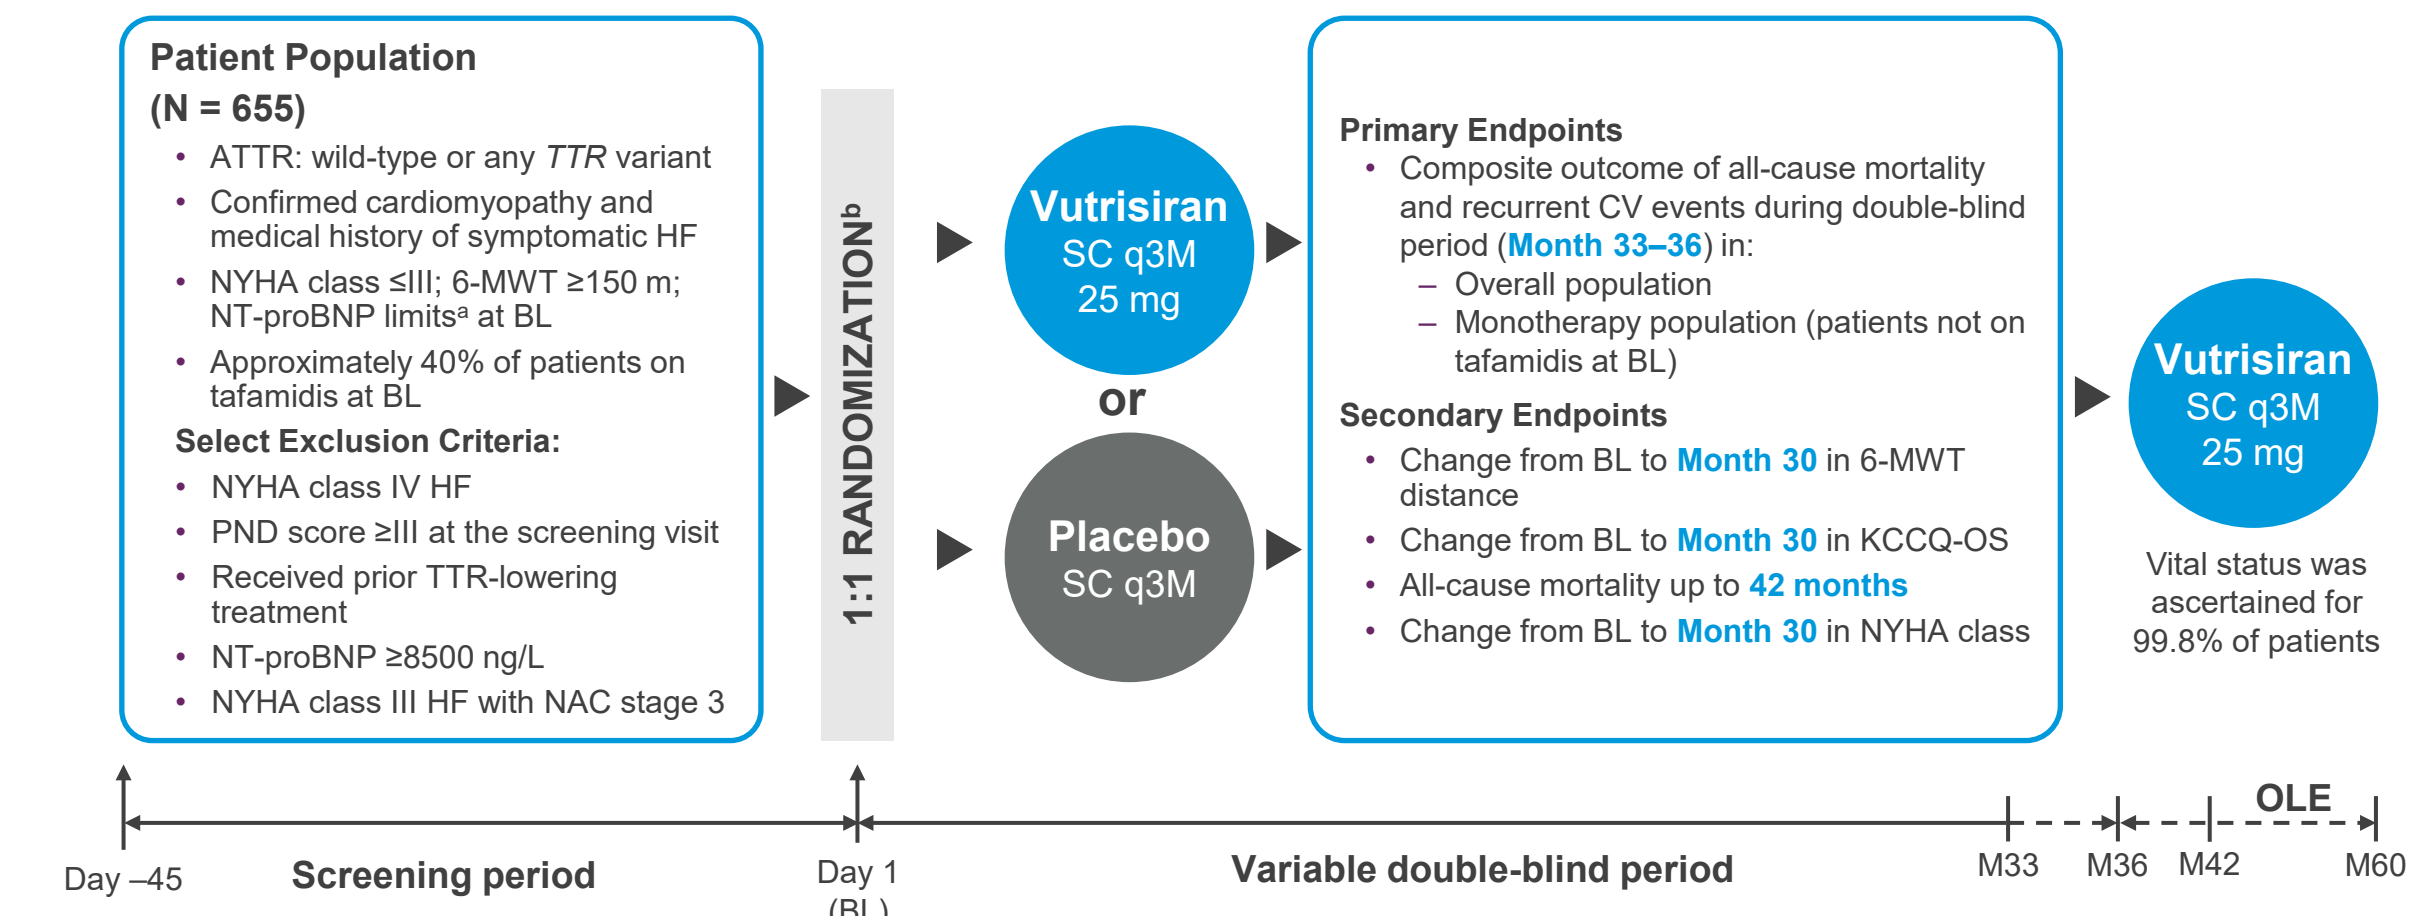 Patient Population
(N = 655)
• ATTR: wild-type or any TTR variant
• Confirmed cardiomyopathy and
medical history of symptomatic HF
• NYHA class ≤III; 6-MWT ≥150 m;
NT-proBNP limitsᵃ at BL
• Approximately 40% of patients on
tafamidis at BL
Select Exclusion Criteria:
• NYHA class IV HF
• PND score ≥III at the screening visit
• Received prior TTR-lowering
treatment
• NT-proBNP ≥8500 ng/L
• NYHA class III HF with NAC stage 3
1:1 RANDOMIZATIONᵇ
Vutrisiran
SC q3M
25 mg
or
Placebo
SC q3M
Primary Endpoints
• Composite outcome of all-cause mortality
and recurrent CV events during double-blind
period (Month 33–36) in:
– Overall population
– Monotherapy population (patients not on
tafamidis at BL)
Secondary Endpoints
• Change from BL to Month 30 in 6-MWT
distance
• Change from BL to Month 30 in KCCQ-OS
• All-cause mortality up to 42 months
• Change from BL to Month 30 in NYHA class
Vutrisiran
SC q3M
25 mg
Vital status was
ascertained for
99.8% of patients
OLE
Day –45
Screening period
Day 1
(BL)
Variable double-blind period
M33
M36
M42
M60